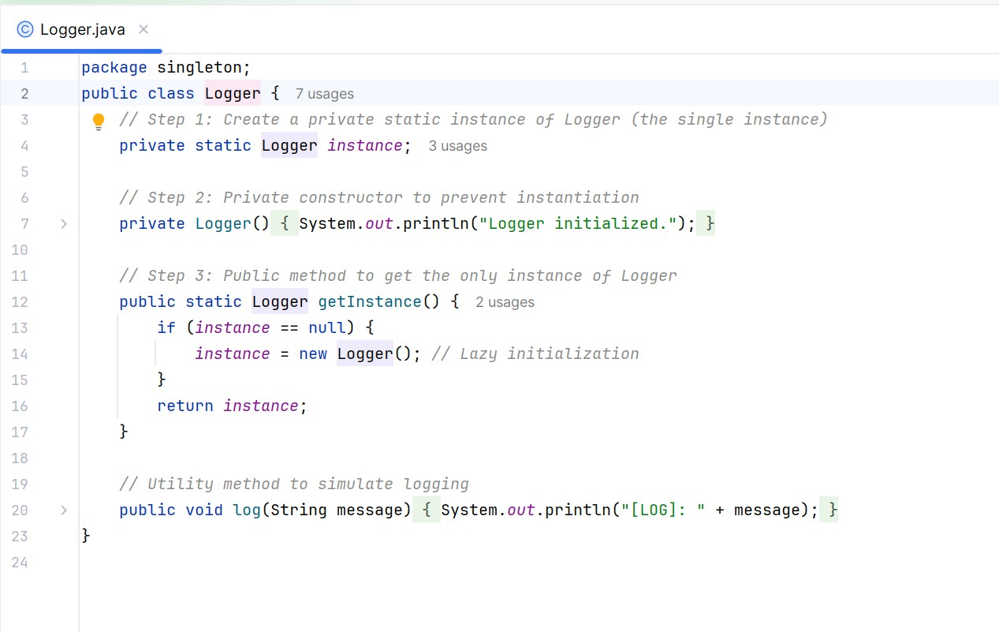 Logger.java
1 package singleton;
2 public class Logger { 7 usages
3 // Step 1: Create a private static instance of Logger (the single instance)
4 private static Logger instance; 3 usages
5
6 // Step 2: Private constructor to prevent instantiation
7 private Logger() { System.out.println("Logger initialized."); }
10
11 // Step 3: Public method to get the only instance of Logger
12 public static Logger getInstance() { 2 usages
13 if (instance == null) {
14 instance = new Logger(); // Lazy initialization
15 }
16 return instance;
17 }
18
19 // Utility method to simulate logging
20 public void log(String message) { System.out.println("[LOG]: " + message); }
23 }
24